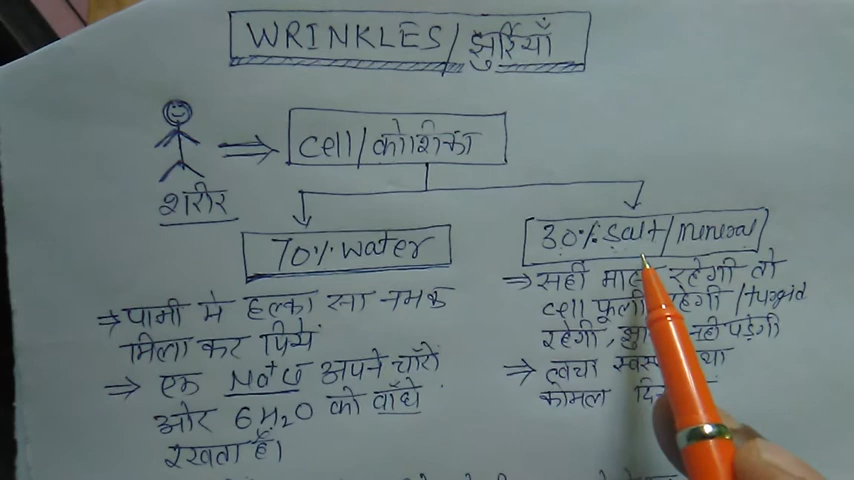 WRINKLES/झुर्रियाँ
cell/कोशिका
शरीर
70% water
30% salt/mineral
⇒ पानी मे हल्का सा नमक
मिला कर पियें
⇒ एक Na⁺Cl अपने चारो
ओर 6H₂O को बाँधे
रखता है।
⇒ सही रहेगी तो
cell फूली रहेगी/turgid
रहेगी, नही पड़ेगी
⇒ त्वचा
कोमल